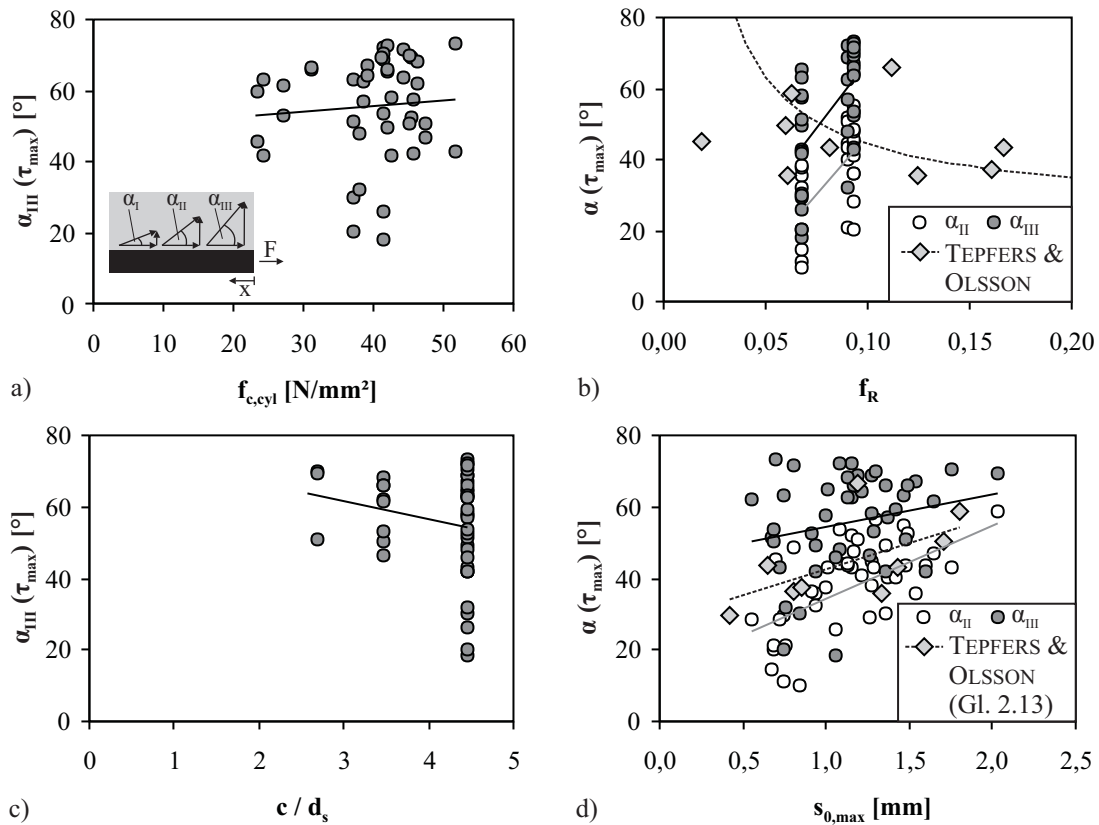 80
60
40
20
0
α_III (τ_max) [°]
α_I
α_II
α_III
F
x
0 10 20 30 40 50 60
f_c,cyl [N/mm²]
a)
80
60
40
20
0
α (τ_max) [°]
α_II α_III
TEPFERS &
OLSSON
0,00 0,05 0,10 0,15 0,20
f_R
b)
80
60
40
20
0
α_III (τ_max) [°]
0 1 2 3 4 5
c / d_s
c)
80
60
40
20
0
α (τ_max) [°]
α_II α_III
TEPFERS &
OLSSON
(Gl. 2.13)
0,0 0,5 1,0 1,5 2,0 2,5
s_0,max [mm]
d)